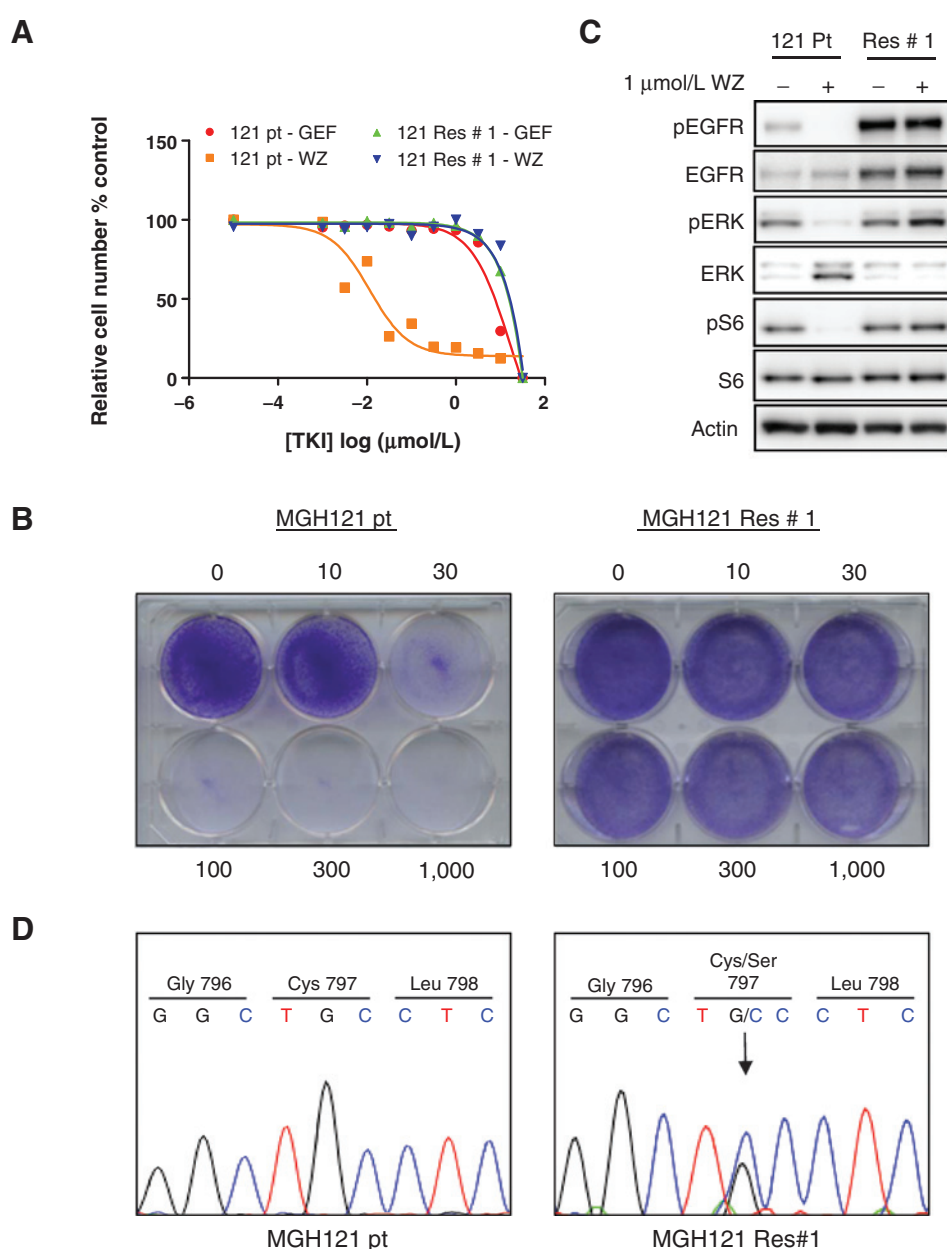 A
150
100
50
0
−6
−4
−2
0
2
Relative cell number % control
[TKI] log (μmol/L)
121 pt - GEF
121 pt - WZ
121 Res # 1 - GEF
121 Res # 1 - WZ
C
121 Pt
Res # 1
1 μmol/L WZ
− + − +
pEGFR
EGFR
pERK
ERK
pS6
S6
Actin
B
MGH121 pt
0 10 30
100 300 1,000
MGH121 Res # 1
0 10 30
100 300 1,000
D
Gly 796 Cys 797 Leu 798
G G C T G C C T C
MGH121 pt
Cys/Ser
Gly 796 797 Leu 798
G G C T G/C C C T C
MGH121 Res#1